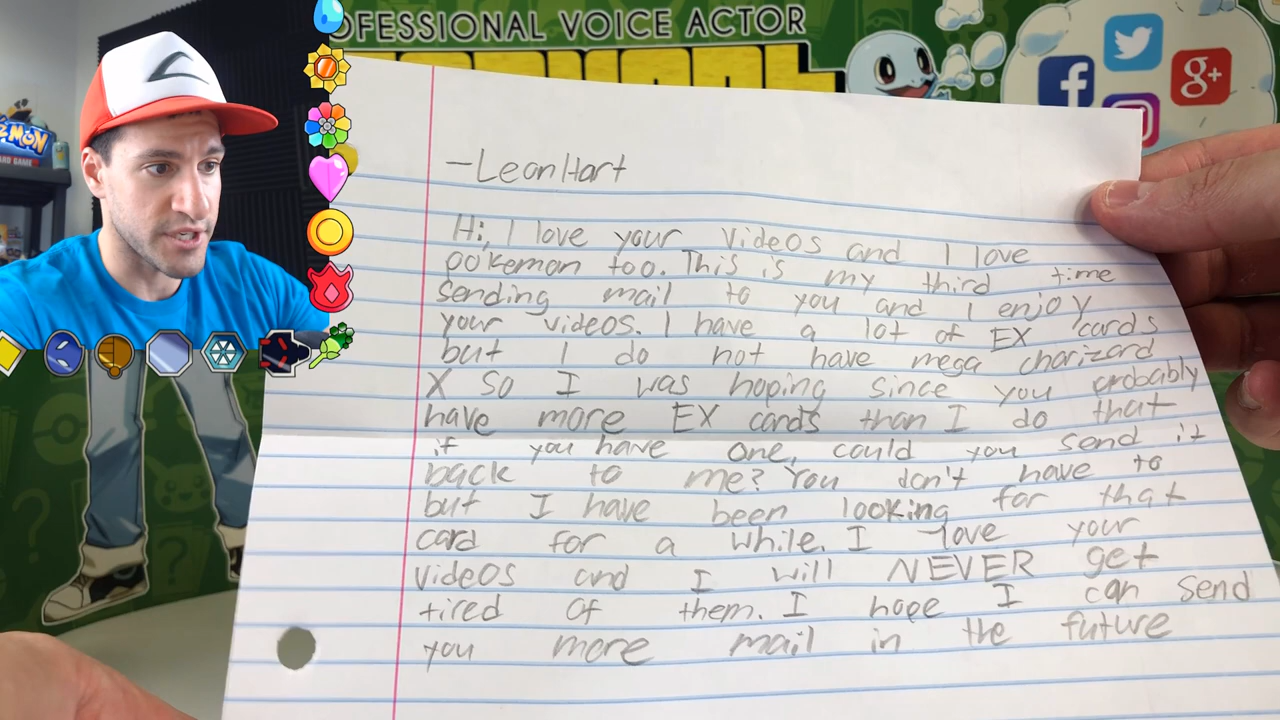 OFESSIONAL VOICE ACTOR
-LeonHart
Hi, I love your videos and I love
pokemon too. This is my third time
sending mail to you and I enjoy
your videos. I have a lot of EX cards
but I do not have mega charizard
X so I was hoping since you probably
have more EX cards than I do that
if you have one, could you send it
back to me? You don't have to
but I have been looking for that
card for a while. I love your
videos and I will NEVER get
tired of them. I hope I can send
you more mail in the future